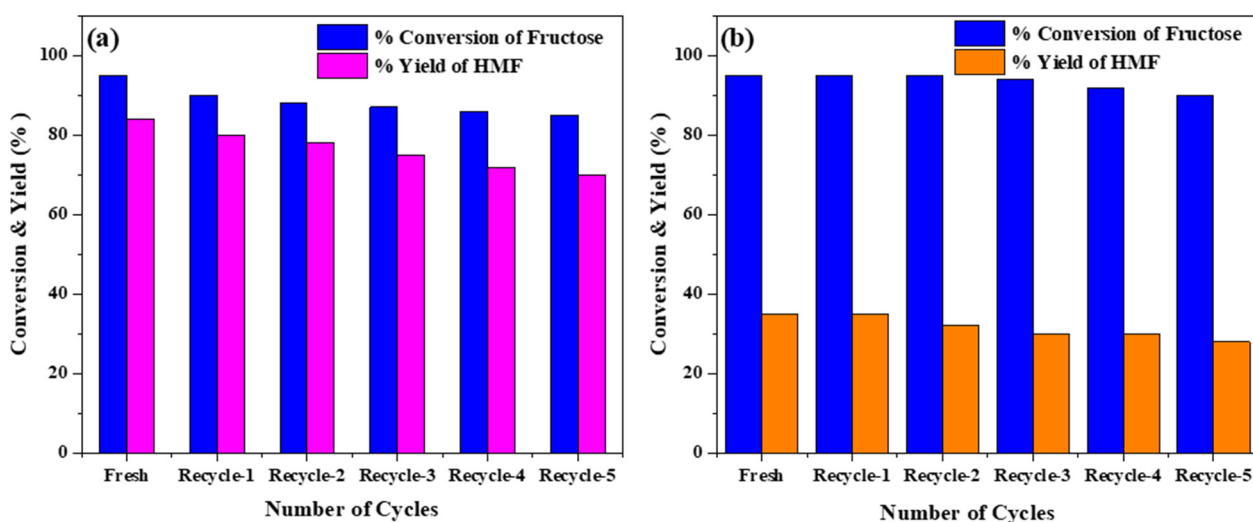 (a)
% Conversion of Fructose
% Yield of HMF
100
80
60
40
20
0
Conversion & Yield (%)
Fresh Recycle-1 Recycle-2 Recycle-3 Recycle-4 Recycle-5
Number of Cycles
(b)
% Conversion of Fructose
% Yield of HMF
100
80
60
40
20
0
Conversion & Yield (%)
Fresh Recycle-1 Recycle-2 Recycle-3 Recycle-4 Recycle-5
Number of Cycles